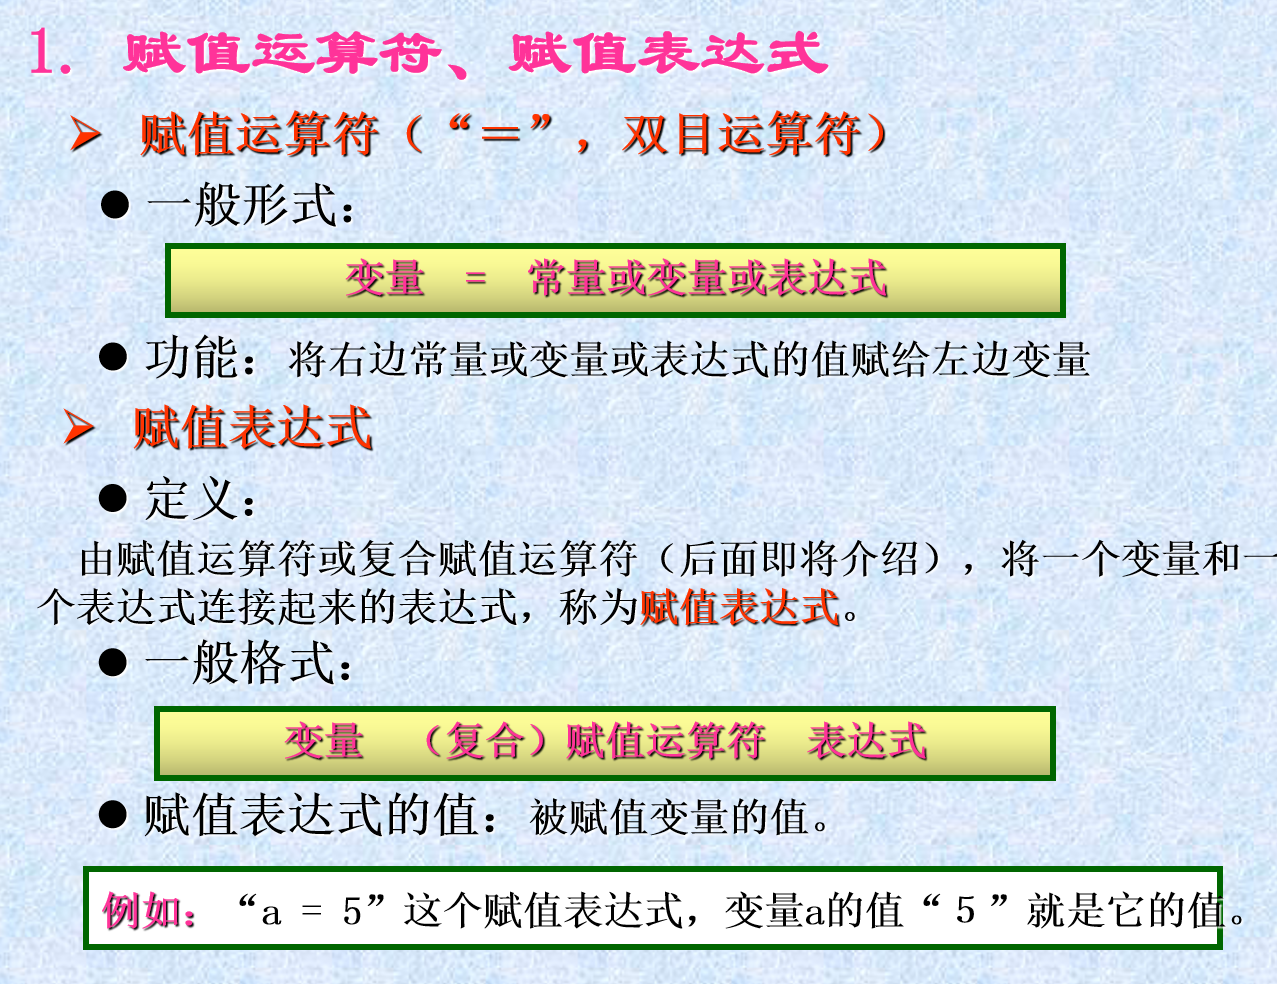 1. 赋值运算符、赋值表达式
➢ 赋值运算符（“＝”，双目运算符）
● 一般形式：
变量 = 常量或变量或表达式
● 功能：将右边常量或变量或表达式的值赋给左边变量
➢ 赋值表达式
● 定义：
由赋值运算符或复合赋值运算符（后面即将介绍），将一个变量和一
个表达式连接起来的表达式，称为赋值表达式。
● 一般格式：
变量 （复合）赋值运算符 表达式
● 赋值表达式的值：被赋值变量的值。
例如：“a = 5”这个赋值表达式，变量a的值“５”就是它的值。